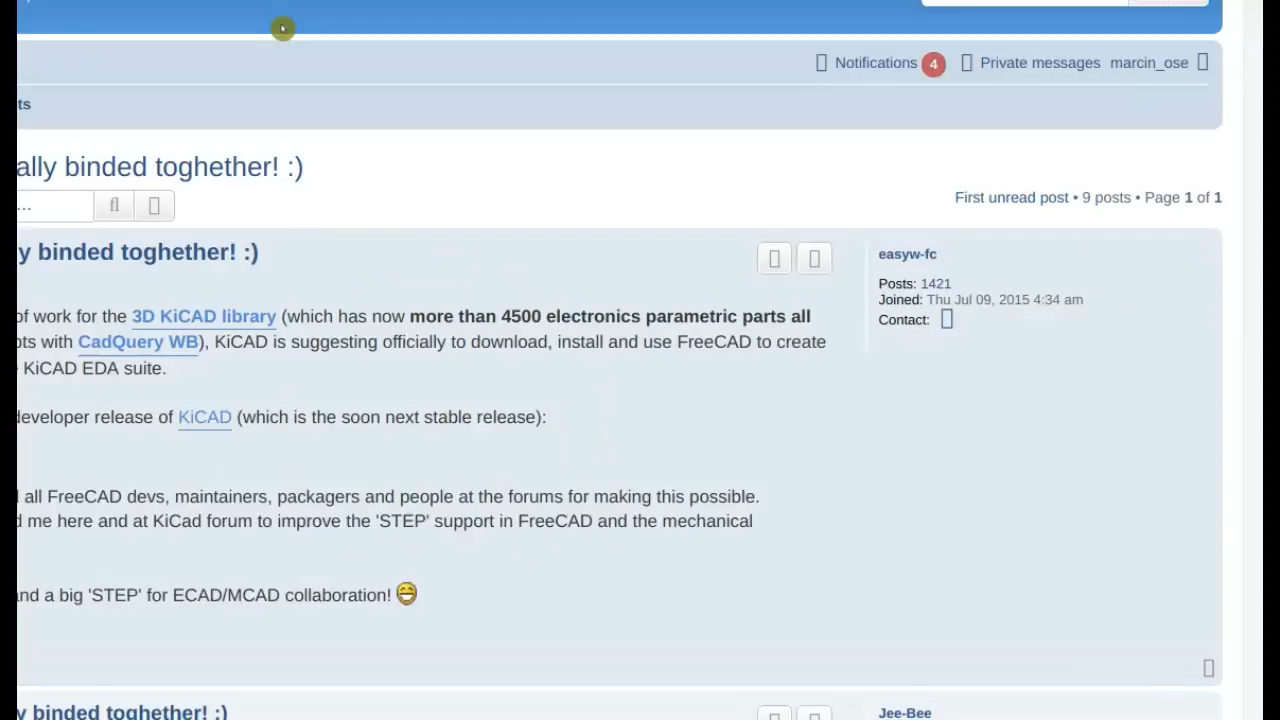 Notifications 4 Private messages marcin_ose
ts
ally binded toghether! :)
...
First unread post • 9 posts • Page 1 of 1
y binded toghether! :)
easyw-fc
Posts: 1421
Joined: Thu Jul 09, 2015 4:34 am
Contact:
of work for the 3D KiCAD library (which has now more than 4500 electronics parametric parts all
ots with CadQuery WB), KiCAD is suggesting officially to download, install and use FreeCAD to create
KiCAD EDA suite.
developer release of KiCAD (which is the soon next stable release):
all FreeCAD devs, maintainers, packagers and people at the forums for making this possible.
d me here and at KiCad forum to improve the 'STEP' support in FreeCAD and the mechanical
and a big 'STEP' for ECAD/MCAD collaboration!
y binded toghether! :)
Jee-Bee